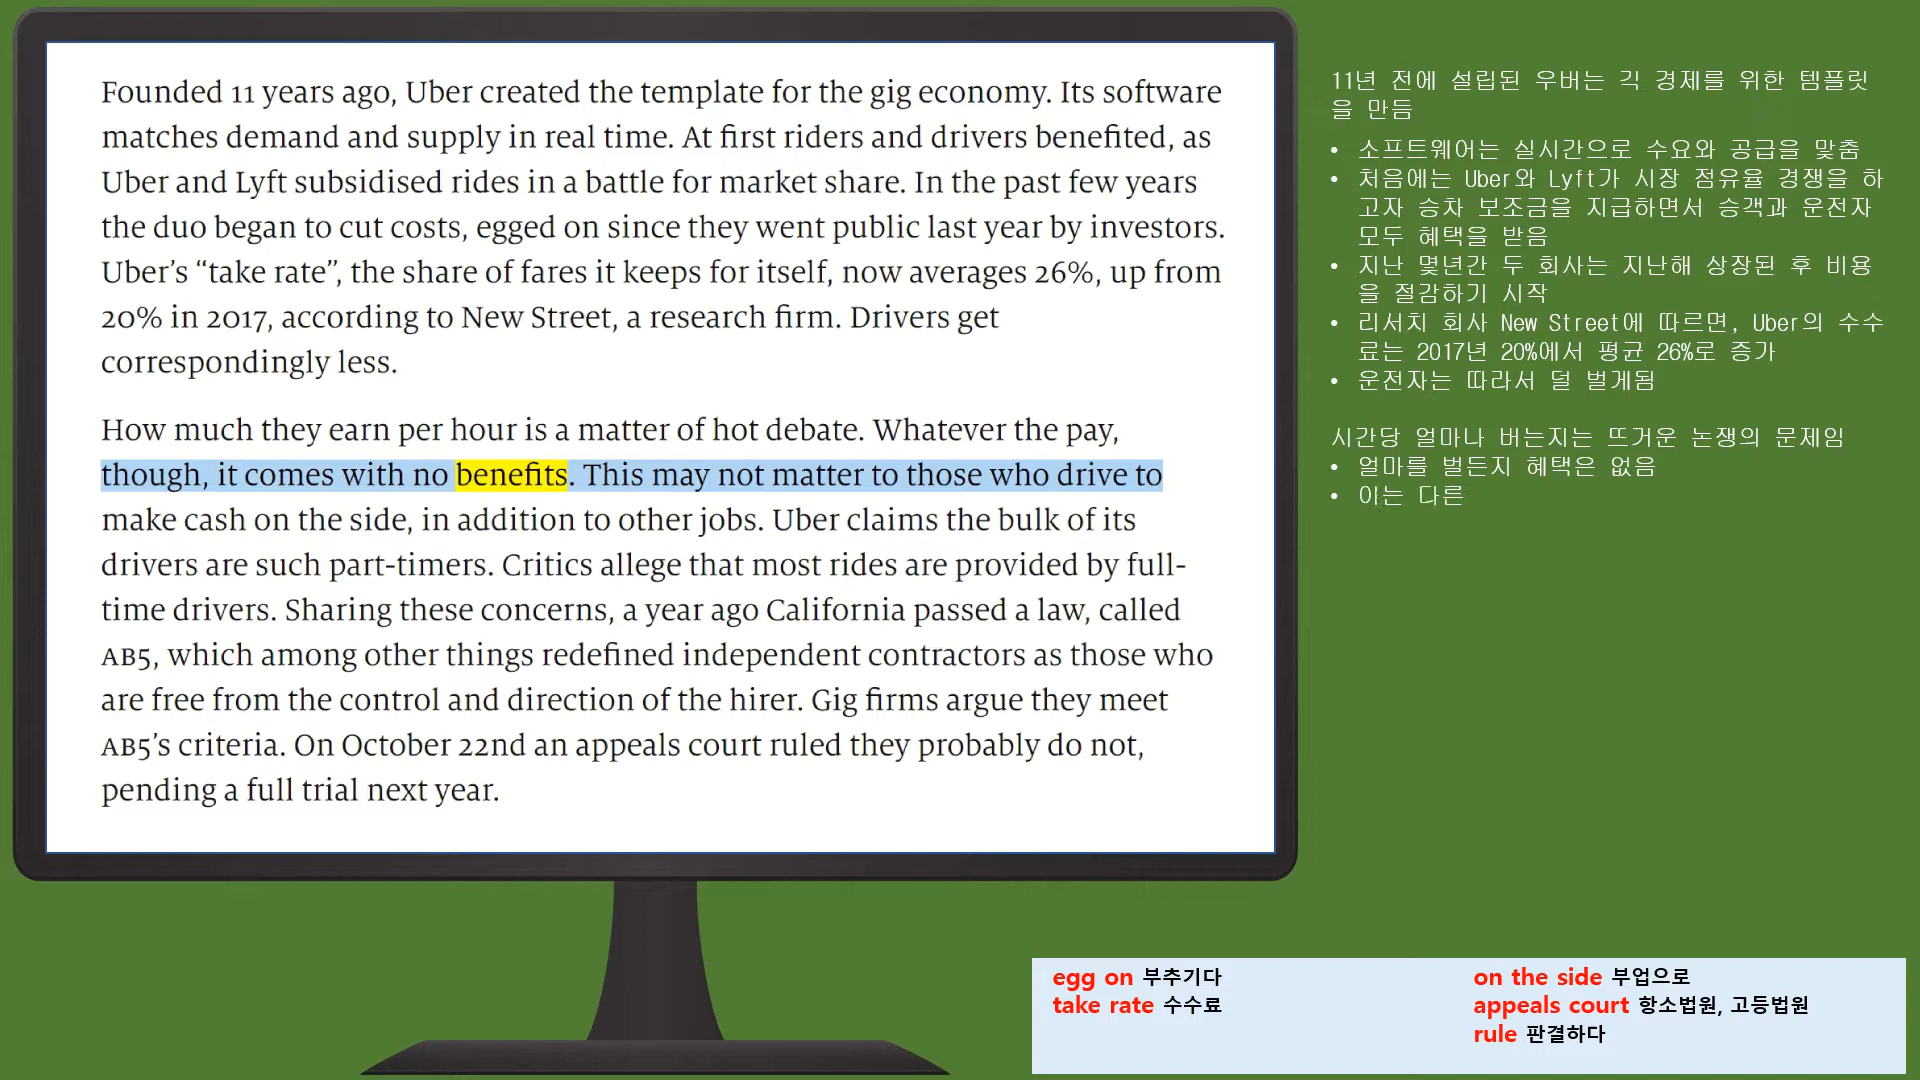 Founded 11 years ago, Uber created the template for the gig economy. Its software
matches demand and supply in real time. At first riders and drivers benefited, as
Uber and Lyft subsidised rides in a battle for market share. In the past few years
the duo began to cut costs, egged on since they went public last year by investors.
Uber's “take rate”, the share of fares it keeps for itself, now averages 26%, up from
20% in 2017, according to New Street, a research firm. Drivers get
correspondingly less.
How much they earn per hour is a matter of hot debate. Whatever the pay,
though, it comes with no benefits. This may not matter to those who drive to
make cash on the side, in addition to other jobs. Uber claims the bulk of its
drivers are such part-timers. Critics allege that most rides are provided by full-
time drivers. Sharing these concerns, a year ago California passed a law, called
AB5, which among other things redefined independent contractors as those who
are free from the control and direction of the hirer. Gig firms argue they meet
AB5's criteria. On October 22nd an appeals court ruled they probably do not,
pending a full trial next year.
11년 전에 설립된 우버는 긱 경제를 위한 템플릿
을 만듬
• 소프트웨어는 실시간으로 수요와 공급을 맞춤
• 처음에는 Uber와 Lyft가 시장 점유율 경쟁을 하
고자 승차 보조금을 지급하면서 승객과 운전자
모두 혜택을 받음
• 지난 몇년간 두 회사는 지난해 상장된 후 비용
을 절감하기 시작
• 리서치 회사 New Street에 따르면, Uber의 수수
료는 2017년 20%에서 평균 26%로 증가
• 운전자는 따라서 덜 벌게됨
시간당 얼마나 버는지는 뜨거운 논쟁의 문제임
• 얼마를 벌든지 혜택은 없음
• 이는 다른
egg on 부추기다
take rate 수수료
on the side 부업으로
appeals court 항소법원, 고등법원
rule 판결하다